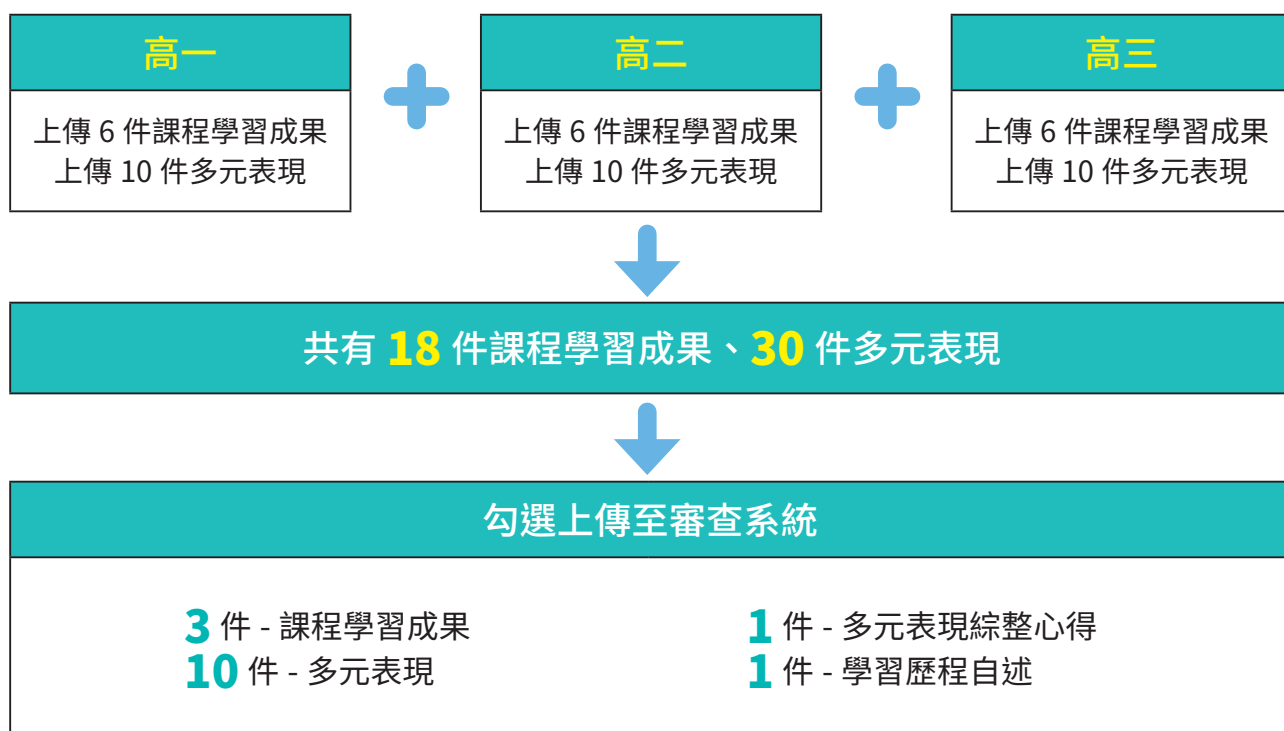 高一
上傳 6 件課程學習成果
上傳 10 件多元表現
高二
上傳 6 件課程學習成果
上傳 10 件多元表現
高三
上傳 6 件課程學習成果
上傳 10 件多元表現
共有 18 件課程學習成果、30 件多元表現
勾選上傳至審查系統
3 件 - 課程學習成果
10 件 - 多元表現
1 件 - 多元表現綜整心得
1 件 - 學習歷程自述